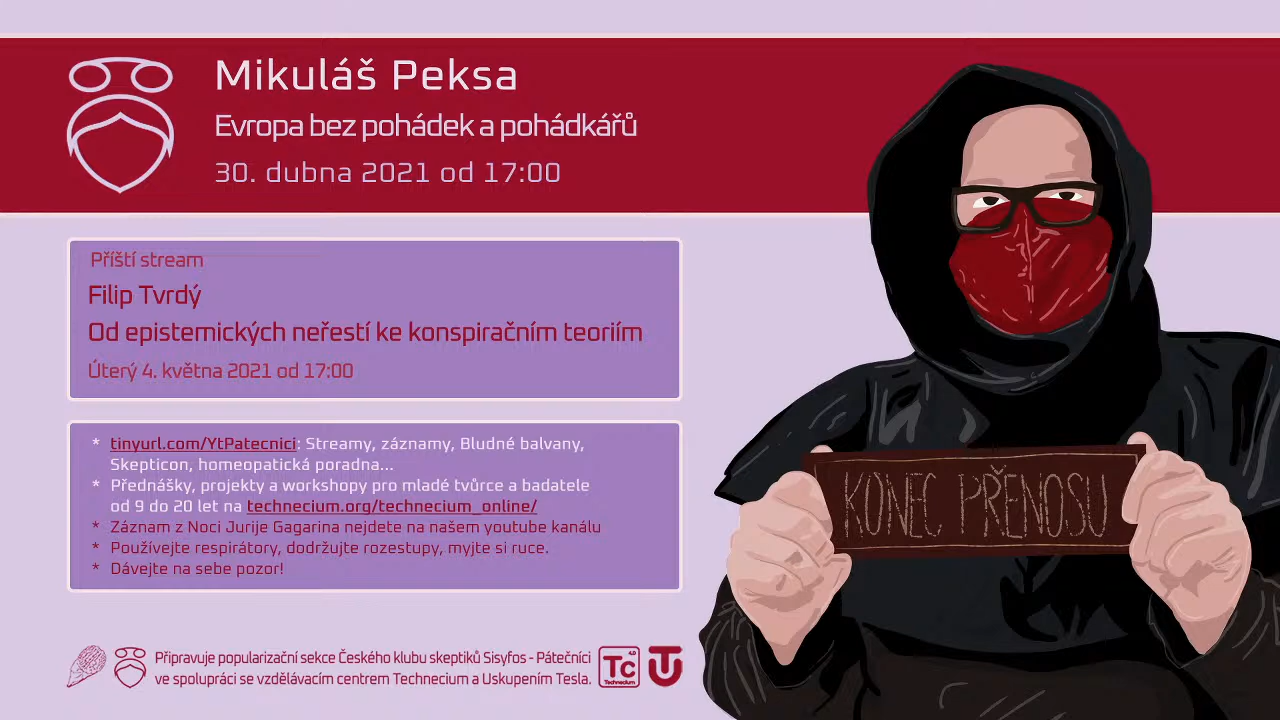 Mikuláš Peksa
Evropa bez pohádek a pohádkářů
30. dubna 2021 od 17:00
Příští stream
Filip Tvrdý
Od epistemických neřestí ke konspiračním teoriím
Úterý 4. května 2021 od 17:00
* tinyurl.com/YtPatecnici: Streamy, záznamy, Bludné balvany,
Skepticon, homeopatická poradna...
* Přednášky, projekty a workshopy pro mladé tvůrce a badatele
od 9 do 20 let na technecium.org/technecium_online/
* Záznam z Noci Jurije Gagarina nejdete na našem youtube kanálu
* Používejte respirátory, dodržujte rozestupy, myjte si ruce.
* Dávejte na sebe pozor!
KONEC PŘENOSU
Připravuje popularizační sekce Českého klubu skeptiků Sisyfos - Pátečníci
ve spolupráci se vzdělávacím centrem Technecium a Uskupením Tesla.
4.0
Tc
Technecium